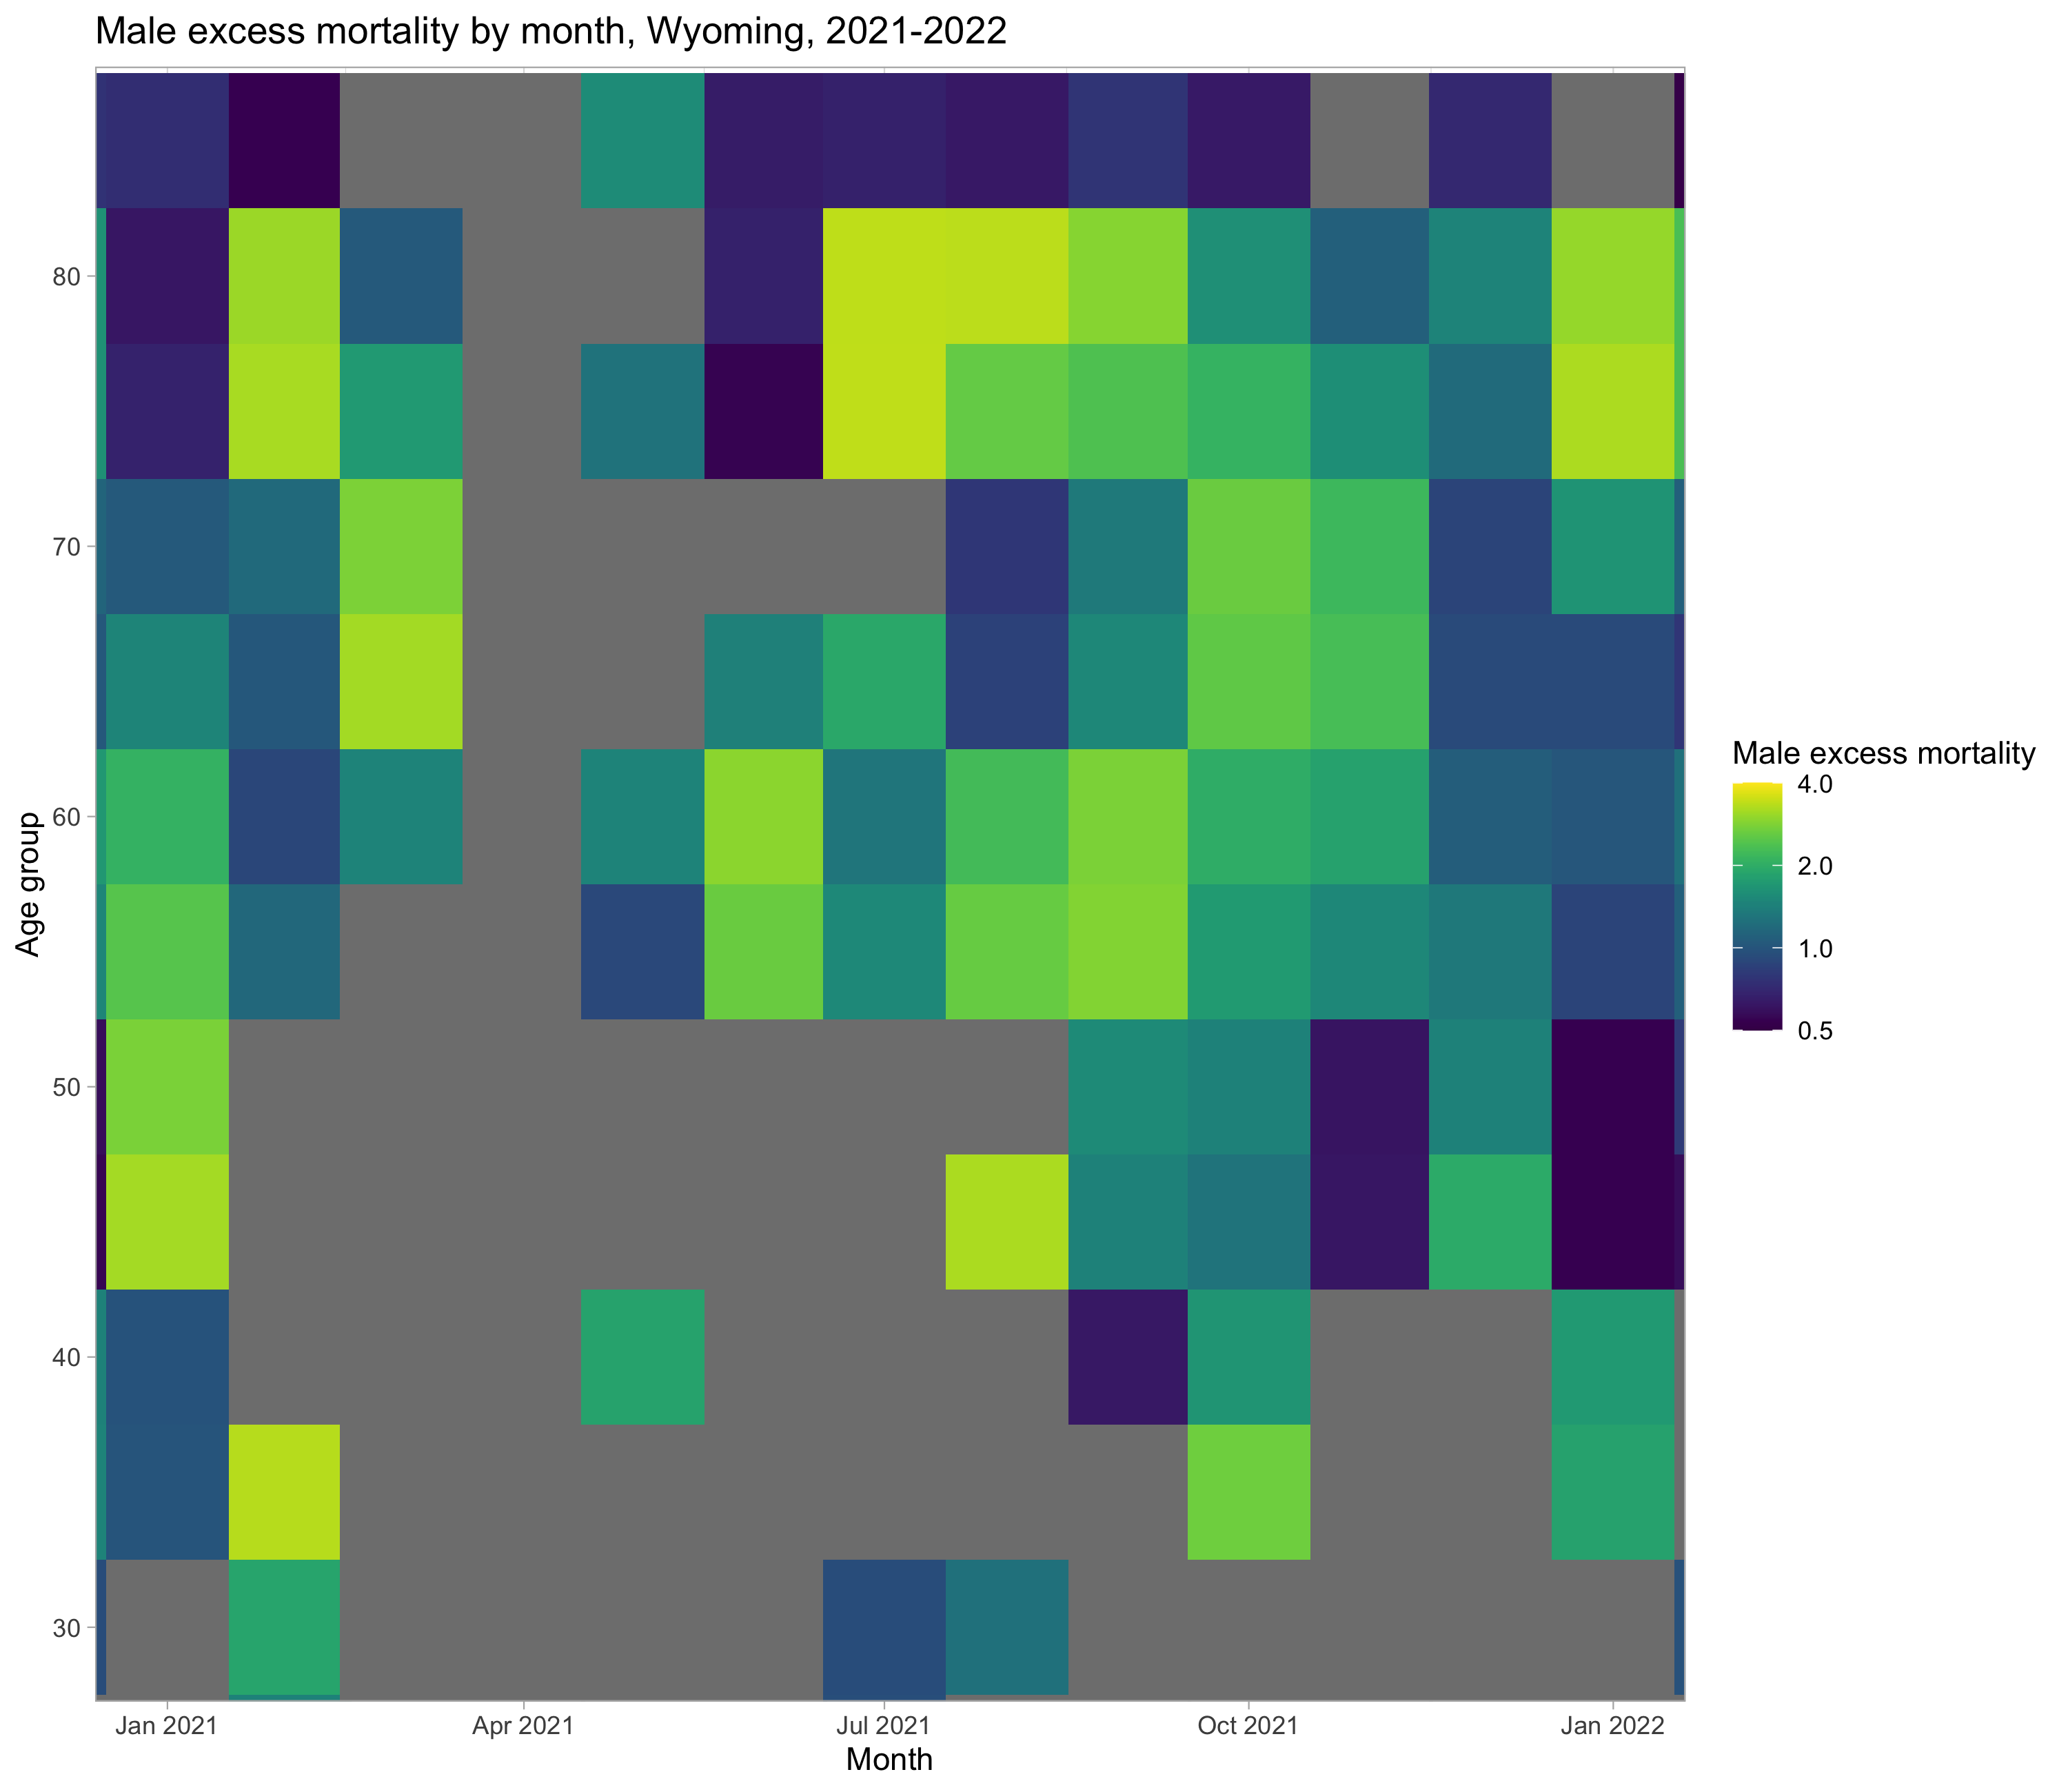 Male excess mortality by month, Wyoming, 2021-2022
80
70
60
50
40
30
Age group
Jan 2021
Apr 2021
Jul 2021
Oct 2021
Jan 2022
Month
Male excess mortality
4.0
2.0
1.0
0.5